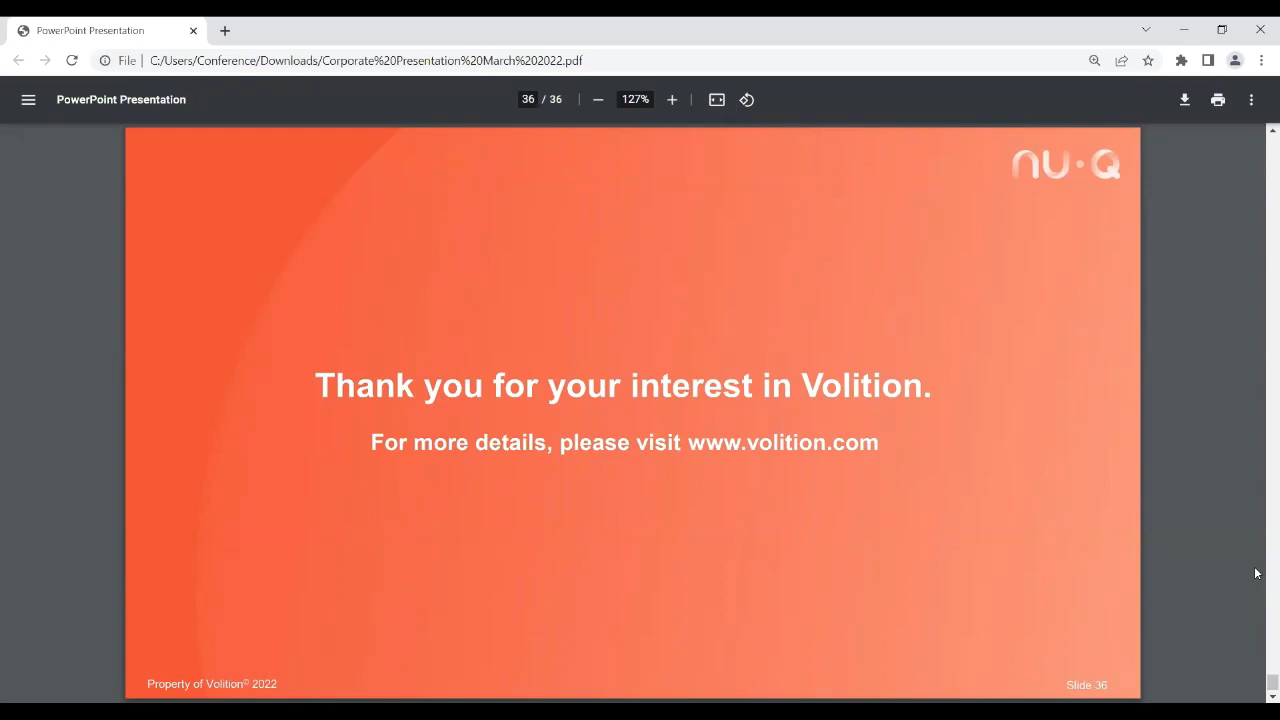 PowerPoint Presentation
File | C:/Users/Conference/Downloads/Corporate%20Presentation%20March%202022.pdf
PowerPoint Presentation
36 / 36
127%
nu·Q
Thank you for your interest in Volition.
For more details, please visit www.volition.com
Property of Volition© 2022
Slide 36